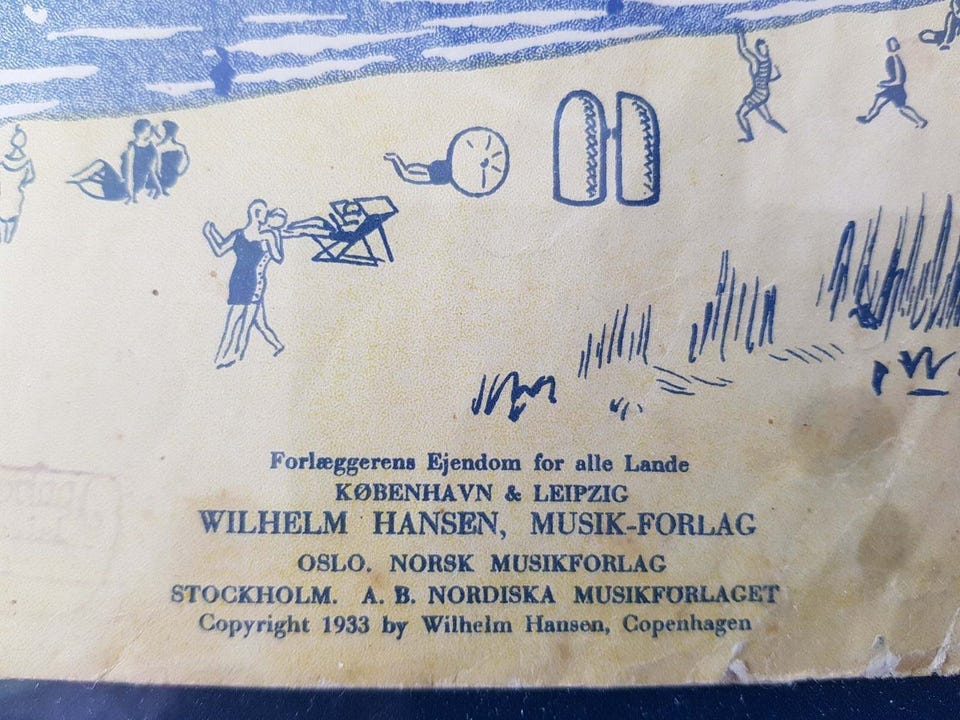 Forlæggerens Ejendom for alle Lande
KØBENHAVN & LEIPZIG
WILHELM HANSEN, MUSIK-FORLAG
OSLO. NORSK MUSIKFORLAG
STOCKHOLM. A. B. NORDISKA MUSIKFÖRLAGET
Copyright 1933 by Wilhelm Hansen, Copenhagen